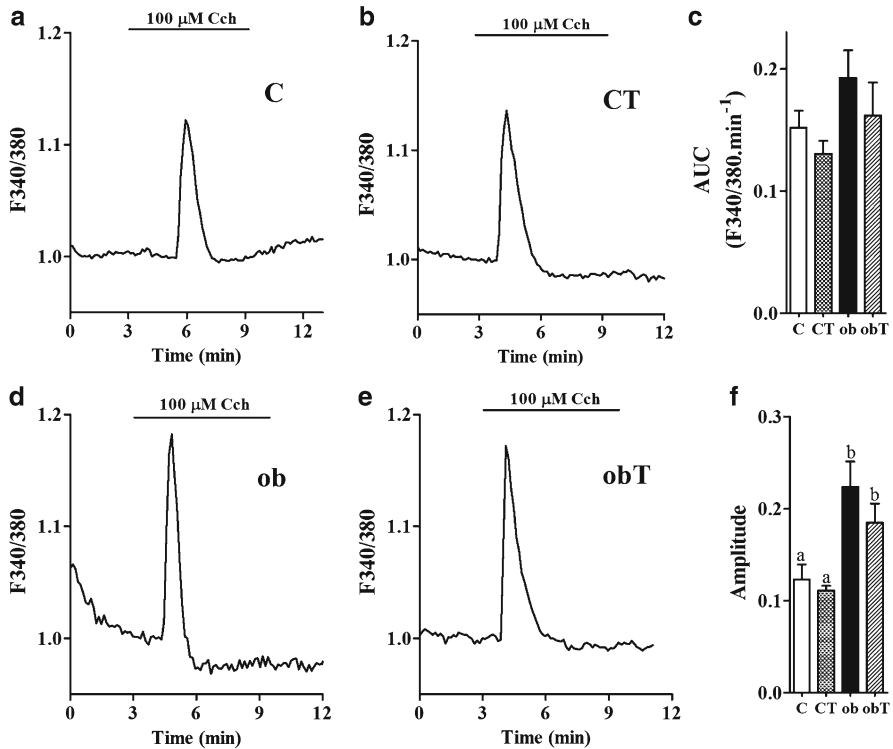 a
100 μM Cch
C
1.2
1.1
1.0
F340/380
0
3
6
9
12
Time (min)
b
100 μM Cch
CT
1.2
1.1
1.0
F340/380
0
3
6
9
12
Time (min)
c
0.2
0.1
0.0
AUC
(F340/380.min⁻¹)
C CT ob obT
d
100 μM Cch
ob
1.2
1.1
1.0
F340/380
0
3
6
9
12
Time (min)
e
100 μM Cch
obT
1.2
1.1
1.0
F340/380
0
3
6
9
12
Time (min)
f
0.3
0.2
0.1
0.0
Amplitude
a
a
b
b
C CT ob obT